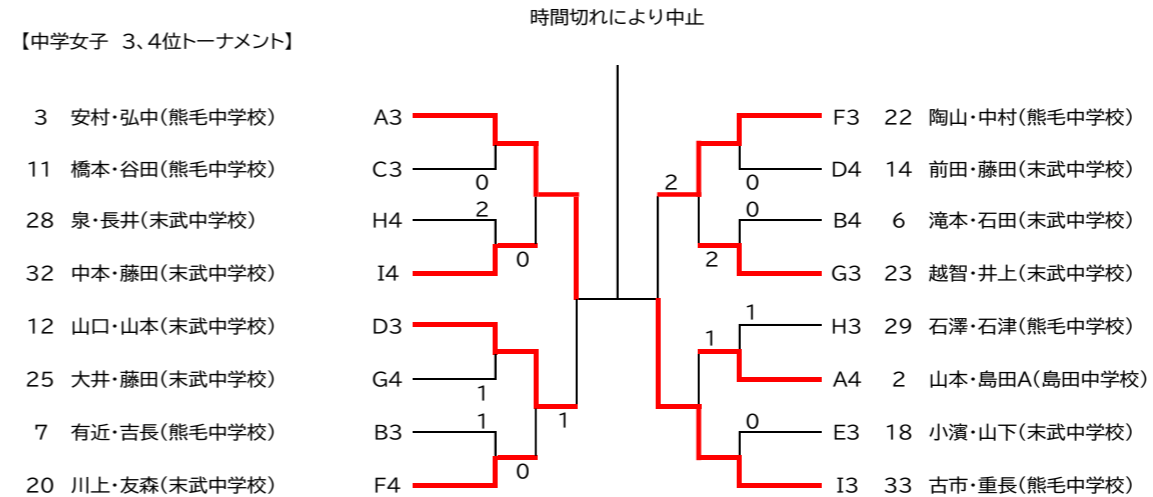 時間切れにより中止
【中学女子 3、4位トーナメント】
3 安村・弘中(熊毛中学校) A3 F3 22 陶山・中村(熊毛中学校)
11 橋本・谷田(熊毛中学校) C3 D4 14 前田・藤田(末武中学校)
0 2 0
28 泉・長井(末武中学校) H4 2 0 B4 6 滝本・石田(末武中学校)
0 2
32 中本・藤田(末武中学校) I4 G3 23 越智・井上(末武中学校)
12 山口・山本(末武中学校) D3 1 H3 29 石澤・石津(熊毛中学校)
1
25 大井・藤田(末武中学校) G4 A4 2 山本・島田A(島田中学校)
1
7 有近・吉長(熊毛中学校) B3 1 1 0 E3 18 小濱・山下(末武中学校)
0
20 川上・友森(末武中学校) F4 I3 33 古市・重長(熊毛中学校)